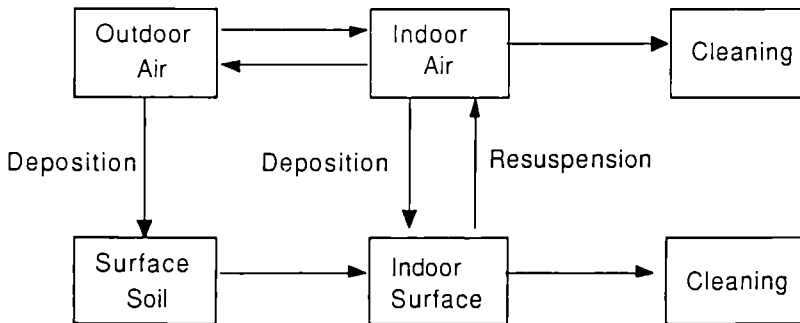 Outdoor
Air
Indoor
Air
Cleaning
Deposition
Deposition
Resuspension
Surface
Soil
Indoor
Surface
Cleaning